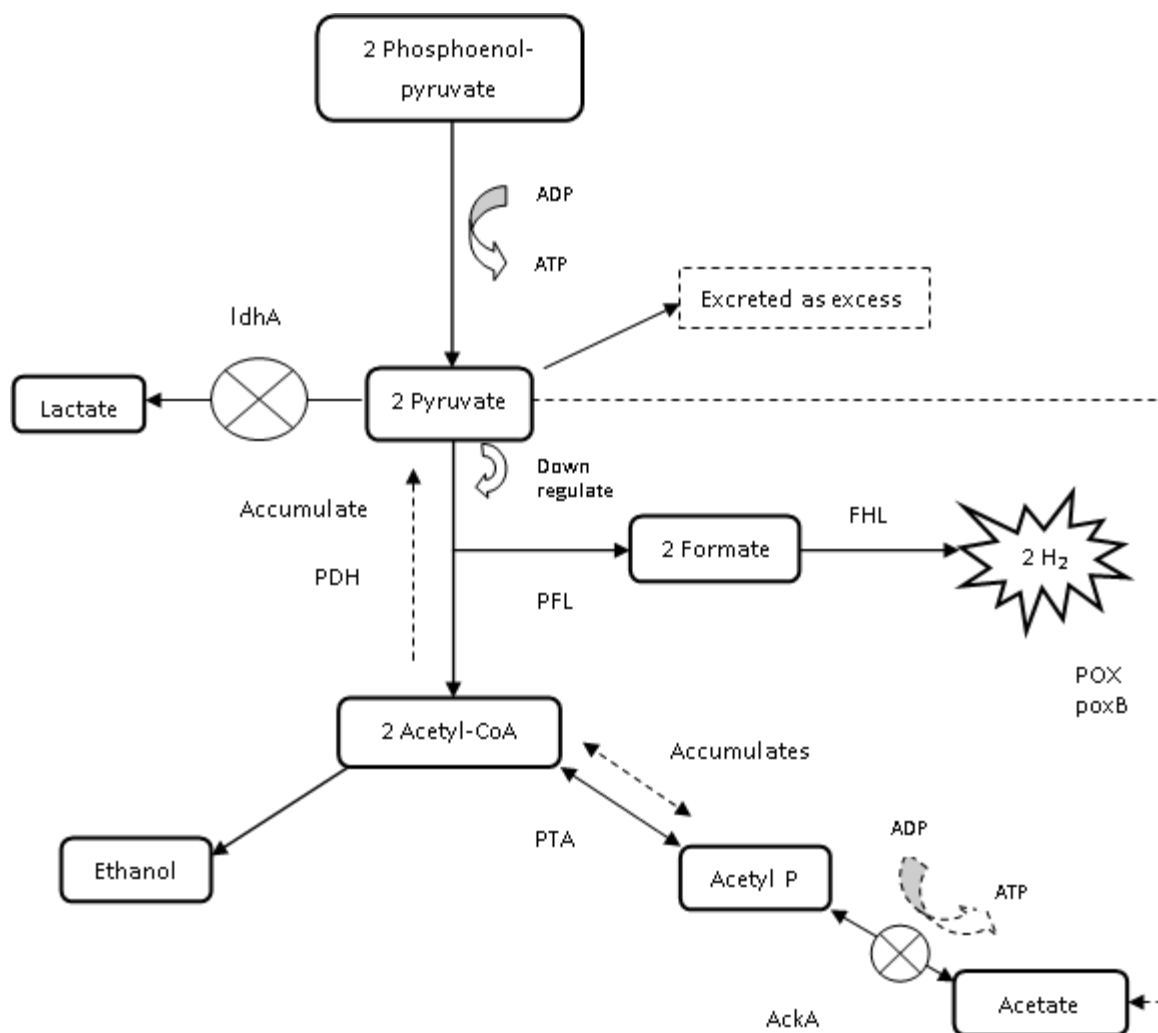 2 Phosphoenol-
pyruvate
ADP
ATP
Excreted as excess
ldhA
Lactate
2 Pyruvate
Down
regulate
Accumulate
FHL
2 Formate
2 H₂
PDH
PFL
POX
poxB
2 Acetyl-CoA
Accumulates
PTA
ADP
Ethanol
Acetyl P
ATP
Acetate
AckA